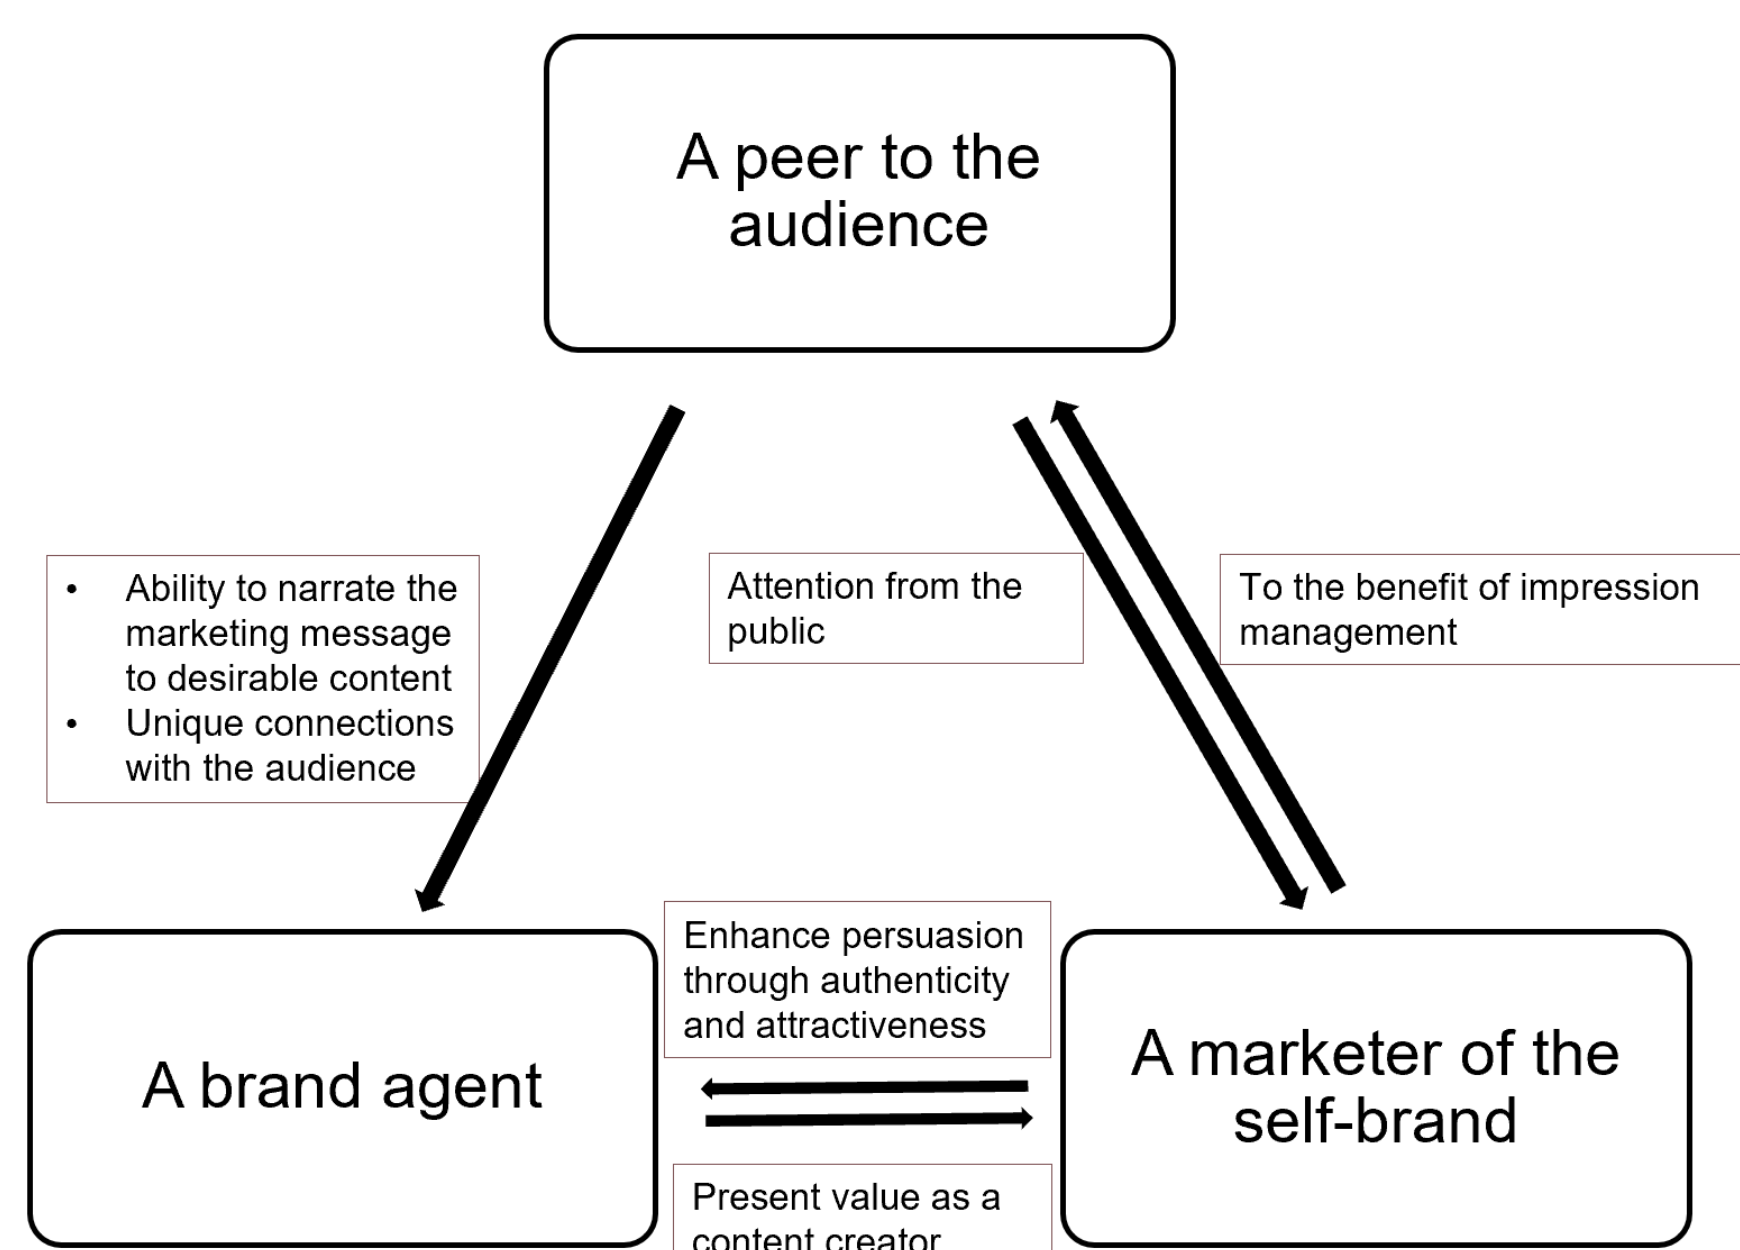 A peer to the
audience
• Ability to narrate the
marketing message
to desirable content
• Unique connections
with the audience
Attention from the
public
To the benefit of impression
management
Enhance persuasion
through authenticity
and attractiveness
A brand agent
A marketer of the
self-brand
Present value as a
content creator